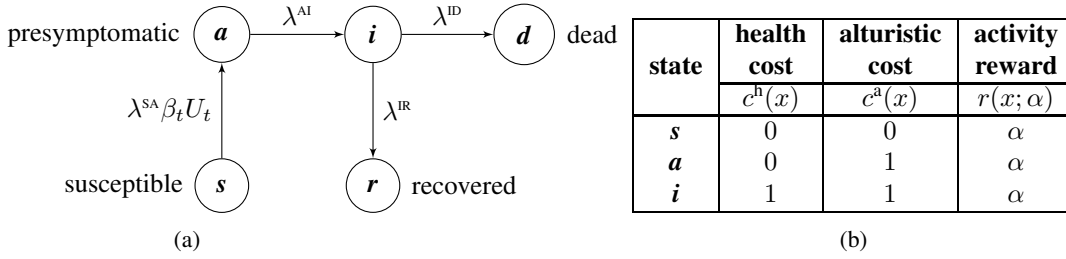 presymptomatic a λ^AI i λ^ID d dead
λ^SA β_t U_t λ^IR
susceptible s r recovered
(a)
state health cost alturistic cost activity reward
c^h(x) c^a(x) r(x; α)
s 0 0 α
a 0 1 α
i 1 1 α
(b)